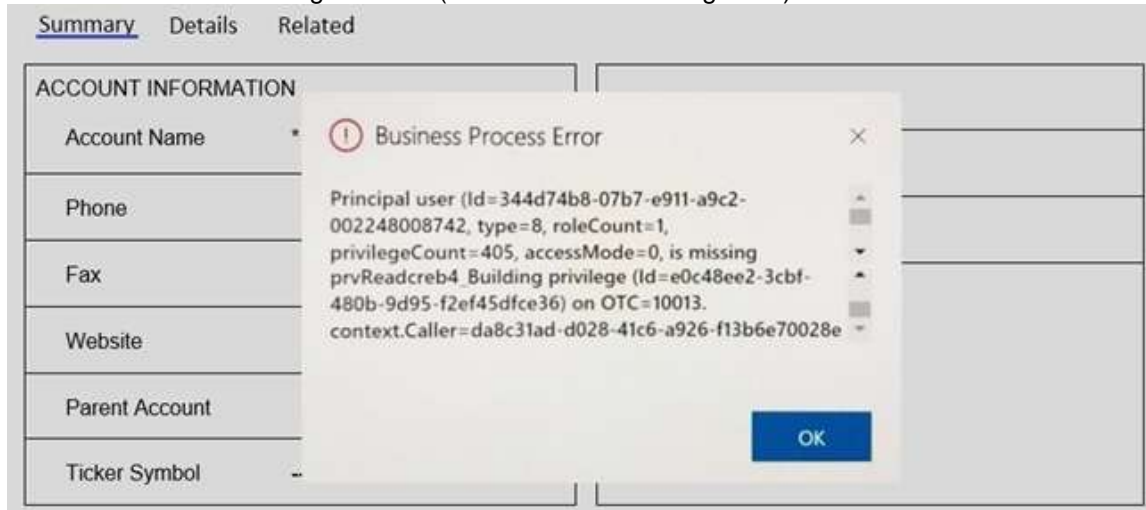 Summary Details Related
ACCOUNT INFORMATION
Account Name *
Phone
Fax
Website
Parent Account
Ticker Symbol --
Business Process Error
Principal user (Id=344d74b8-07b7-e911-a9c2-
002248008742, type=8, roleCount=1,
privilegeCount=405, accessMode=0, is missing
prvReadcreb4_Building privilege (Id=e0c48ee2-3cbf-
480b-9d95-f2ef45dfce36) on OTC=10013.
context.Caller=da8c31ad-d028-41c6-a926-f13b6e70028e
OK